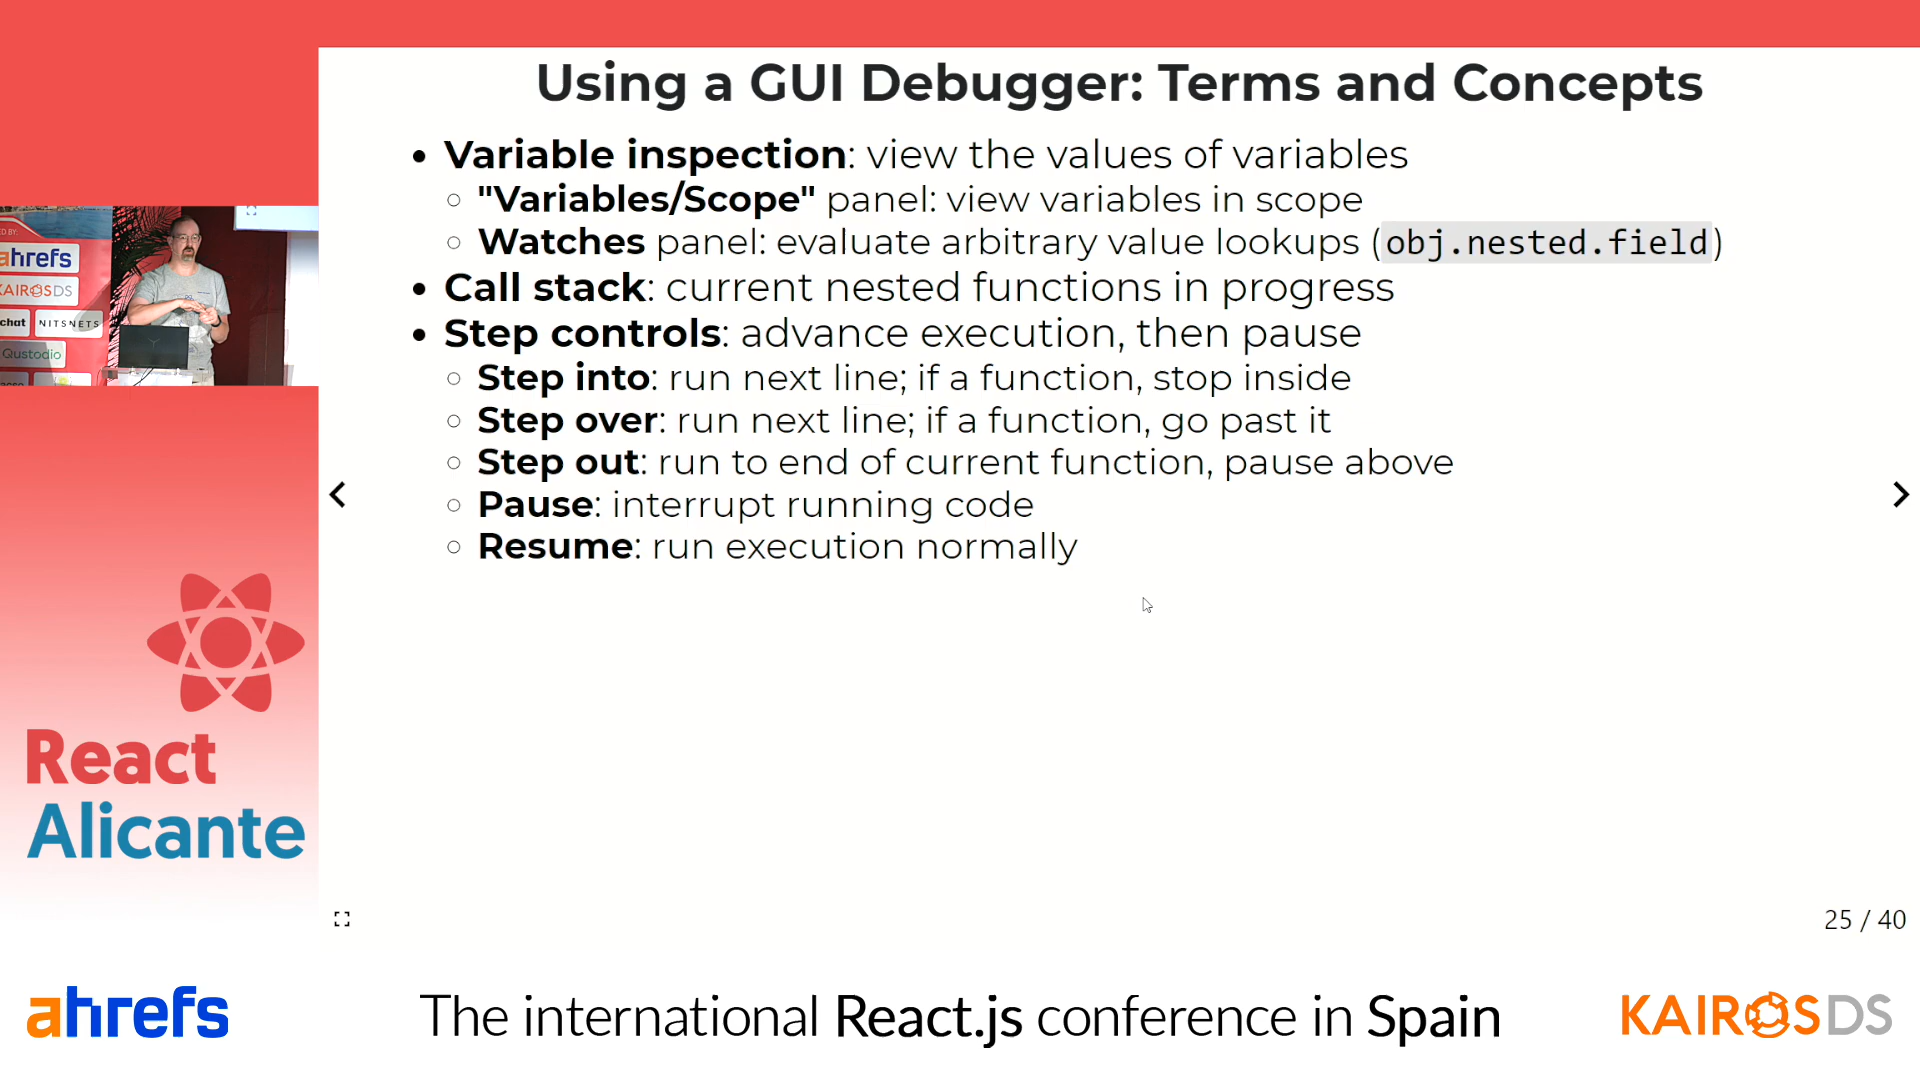 Using a GUI Debugger: Terms and Concepts
• Variable inspection: view the values of variables
○ "Variables/Scope" panel: view variables in scope
○ Watches panel: evaluate arbitrary value lookups (obj.nested.field)
• Call stack: current nested functions in progress
• Step controls: advance execution, then pause
○ Step into: run next line; if a function, stop inside
○ Step over: run next line; if a function, go past it
○ Step out: run to end of current function, pause above
○ Pause: interrupt running code
○ Resume: run execution normally
25 / 40
ED BY:
ahrefs
KAIROSDS
chat NITSNETS
Qustodio
React
Alicante
ahrefs
The international React.js conference in Spain
KAIROSDS